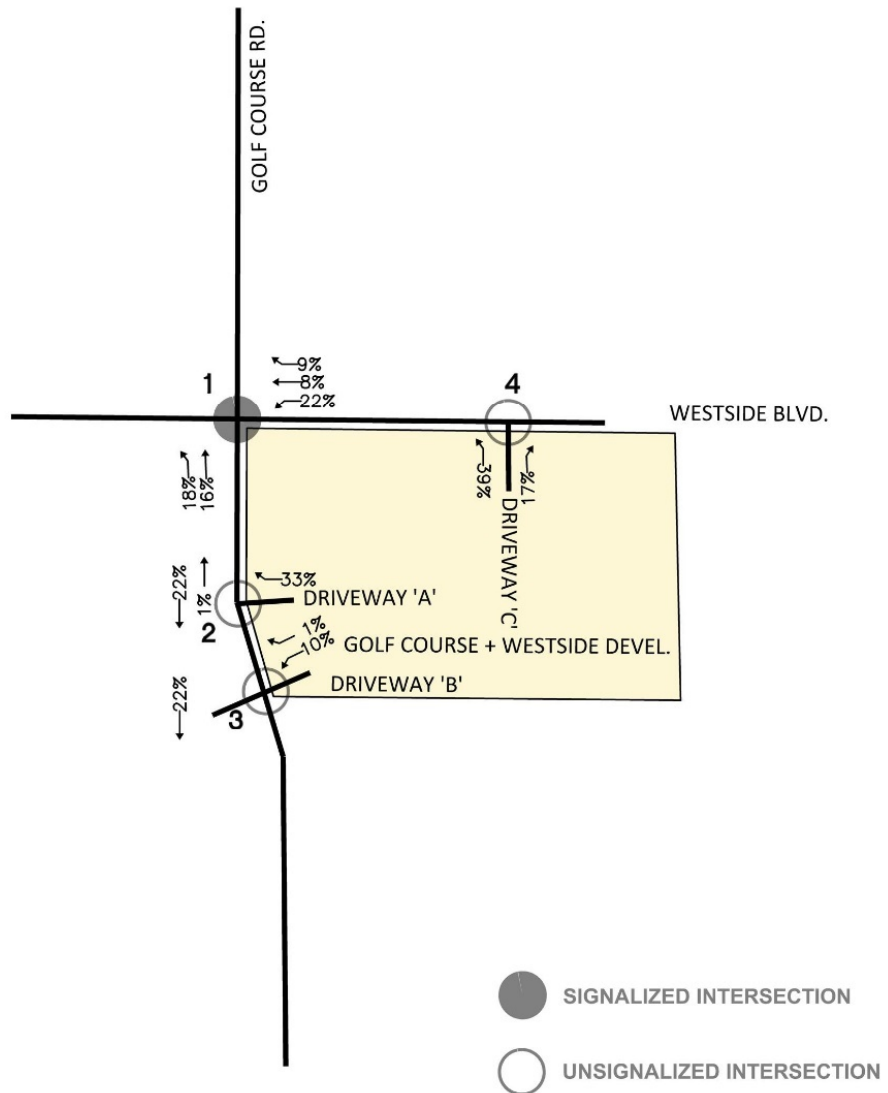 GOLF COURSE RD.
1
9%
8%
22%
4
WESTSIDE BLVD.
18%
16%
39%
17%
DRIVEWAY 'C'
22%
1%
33%
2
DRIVEWAY 'A'
1%
10%
GOLF COURSE + WESTSIDE DEVEL.
22%
3
DRIVEWAY 'B'
SIGNALIZED INTERSECTION
UNSIGNALIZED INTERSECTION